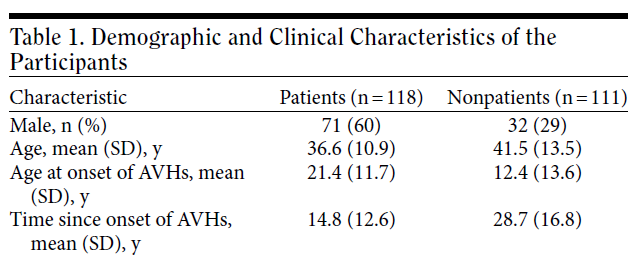 Table 1. Demographic and Clinical Characteristics of the
Participants
Characteristic Patients (n=118) Nonpatients (n=111)
Male, n (%) 71 (60) 32 (29)
Age, mean (SD), y 36.6 (10.9) 41.5 (13.5)
Age at onset of AVHs, mean 21.4 (11.7) 12.4 (13.6)
(SD), y
Time since onset of AVHs, 14.8 (12.6) 28.7 (16.8)
mean (SD), y